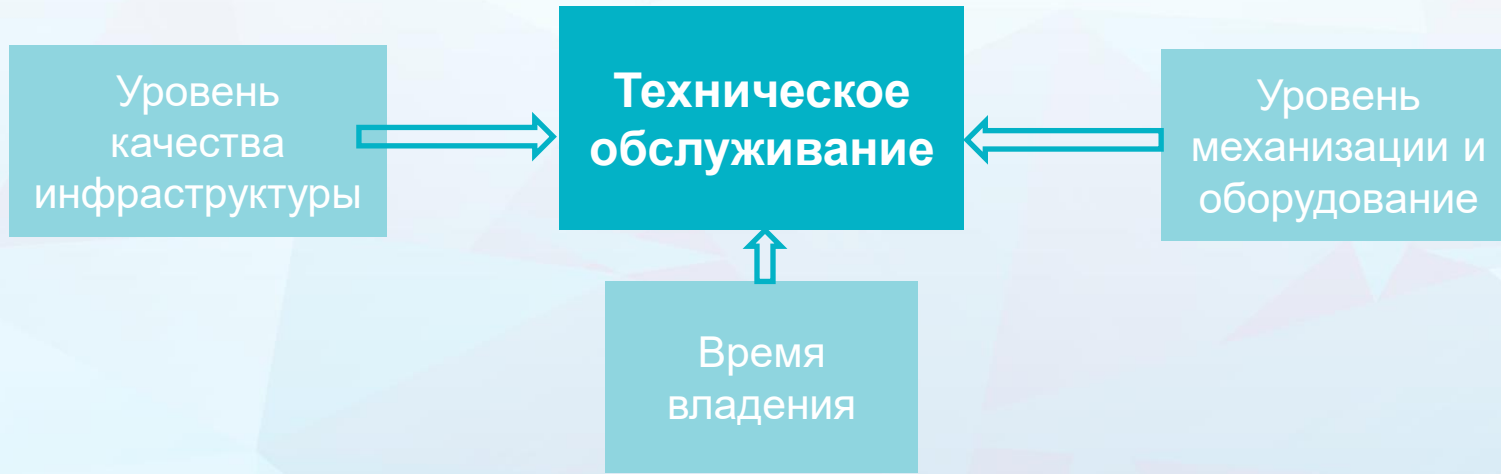 Уровень
качества
инфраструктуры
Техническое
обслуживание
Уровень
механизации и
оборудование
Время
владения